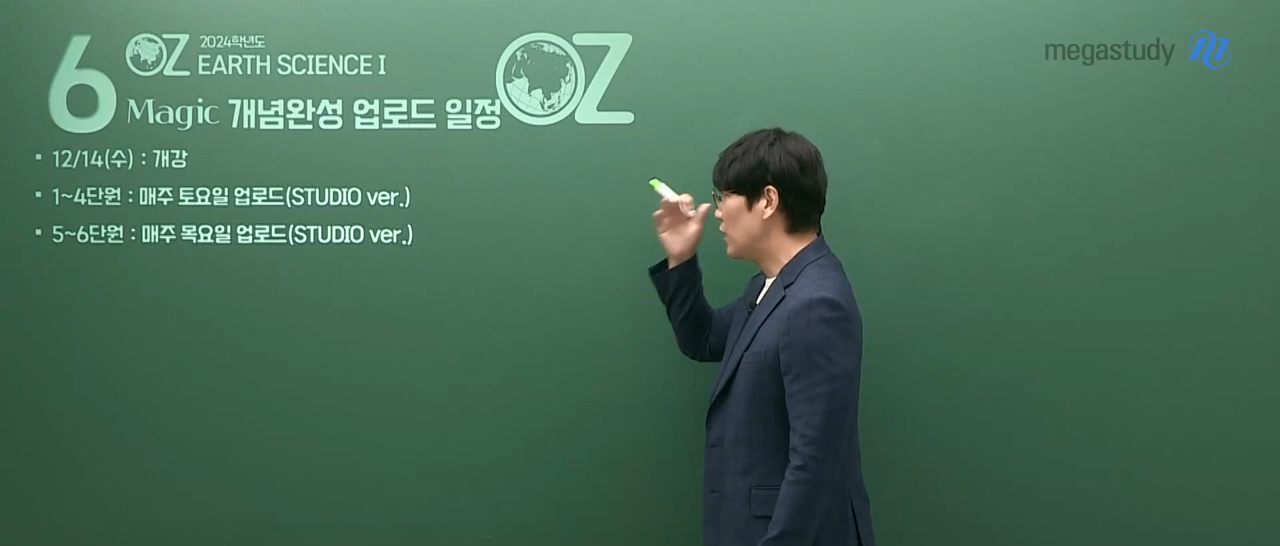 6
OZ 2024학년도
EARTH SCIENCE I
Magic 개념완성 업로드 일정
OZ
▪ 12/14(수) : 개강
▪ 1~4단원 : 매주 토요일 업로드(STUDIO ver.)
▪ 5~6단원 : 매주 목요일 업로드(STUDIO ver.)
megastudy